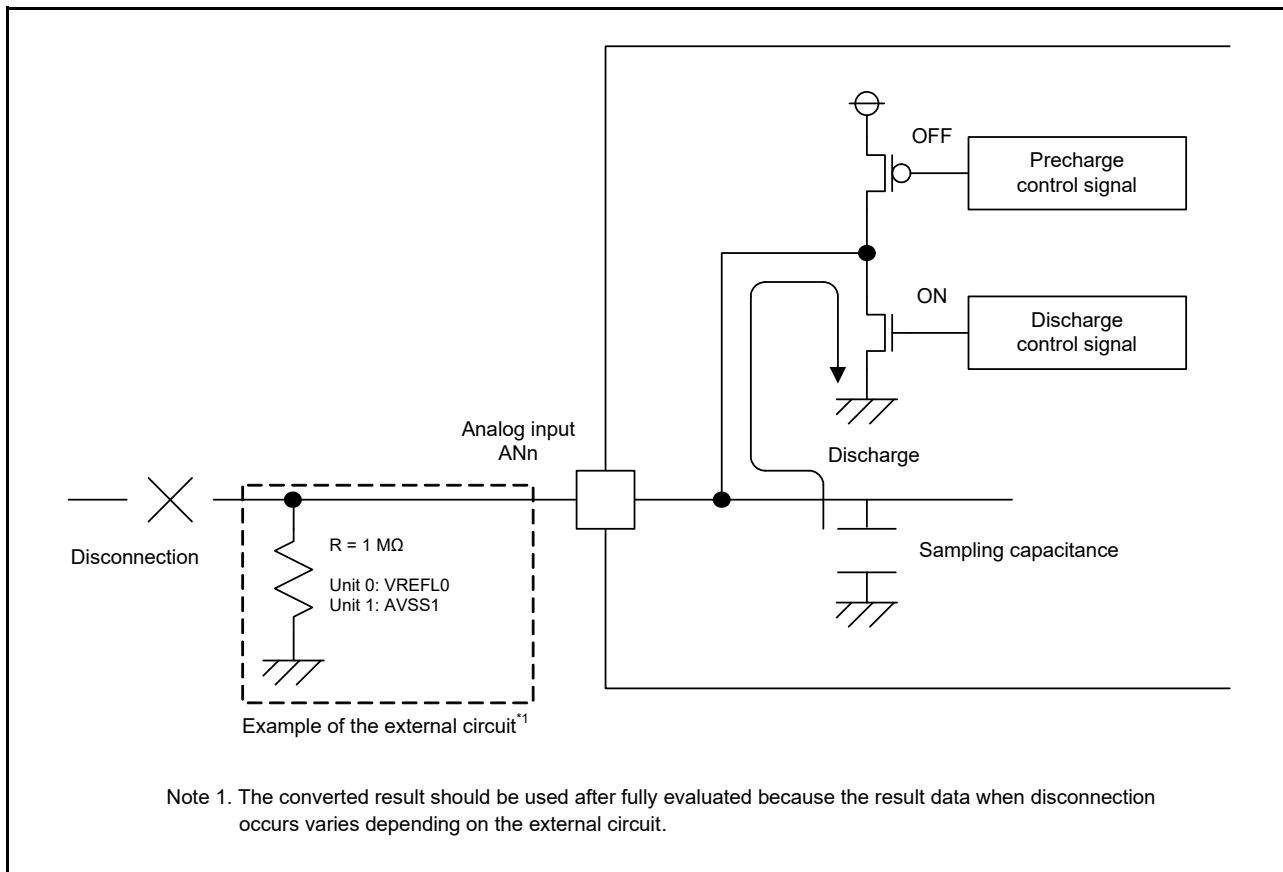 OFF
Precharge
control signal
ON
Discharge
control signal
Analog input
ANn
Discharge
Disconnection
R = 1 MΩ
Unit 0: VREFL0
Unit 1: AVSS1
Sampling capacitance
Example of the external circuit*1
Note 1. The converted result should be used after fully evaluated because the result data when disconnection
occurs varies depending on the external circuit.